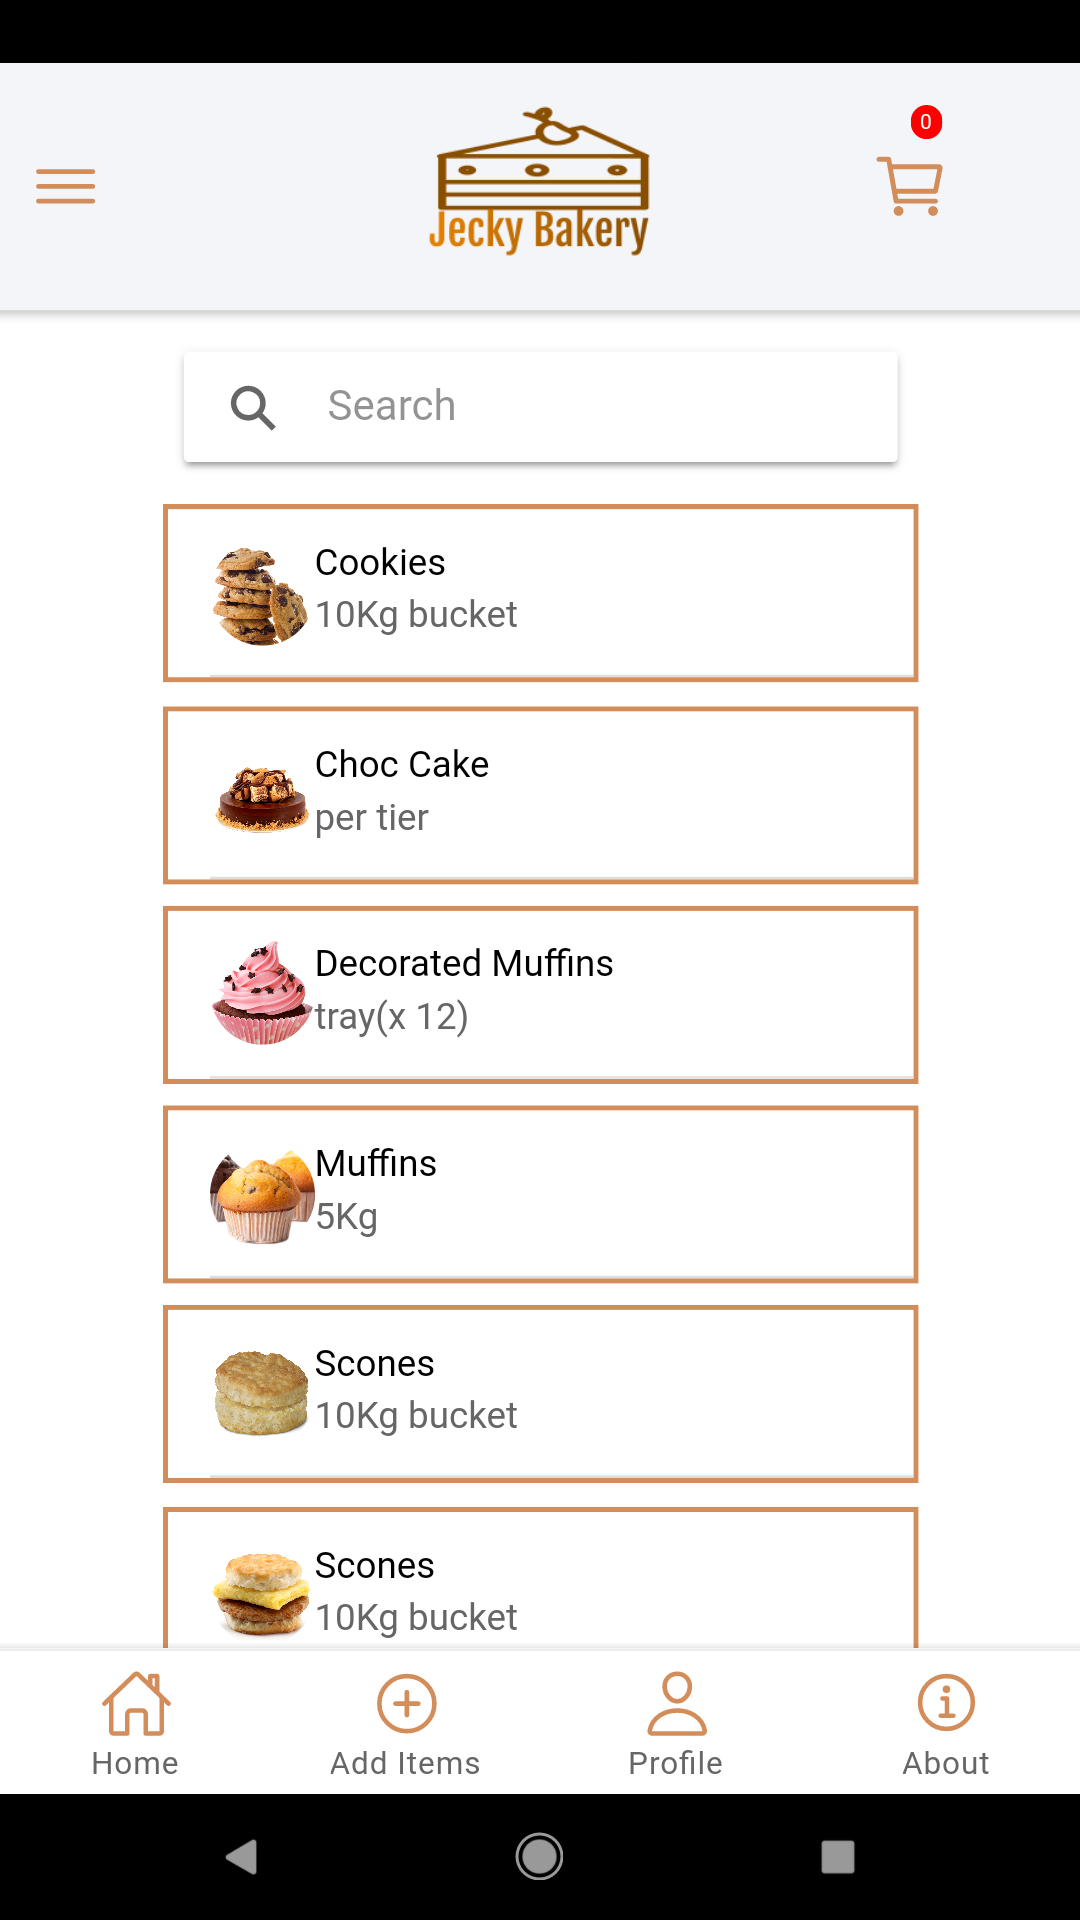 0
Jecky Bakery
Search
Cookies
10Kg bucket
Choc Cake
per tier
Decorated Muffins
tray(x 12)
Muffins
5Kg
Scones
10Kg bucket
Scones
10Kg bucket
Home
Add Items
Profile
About